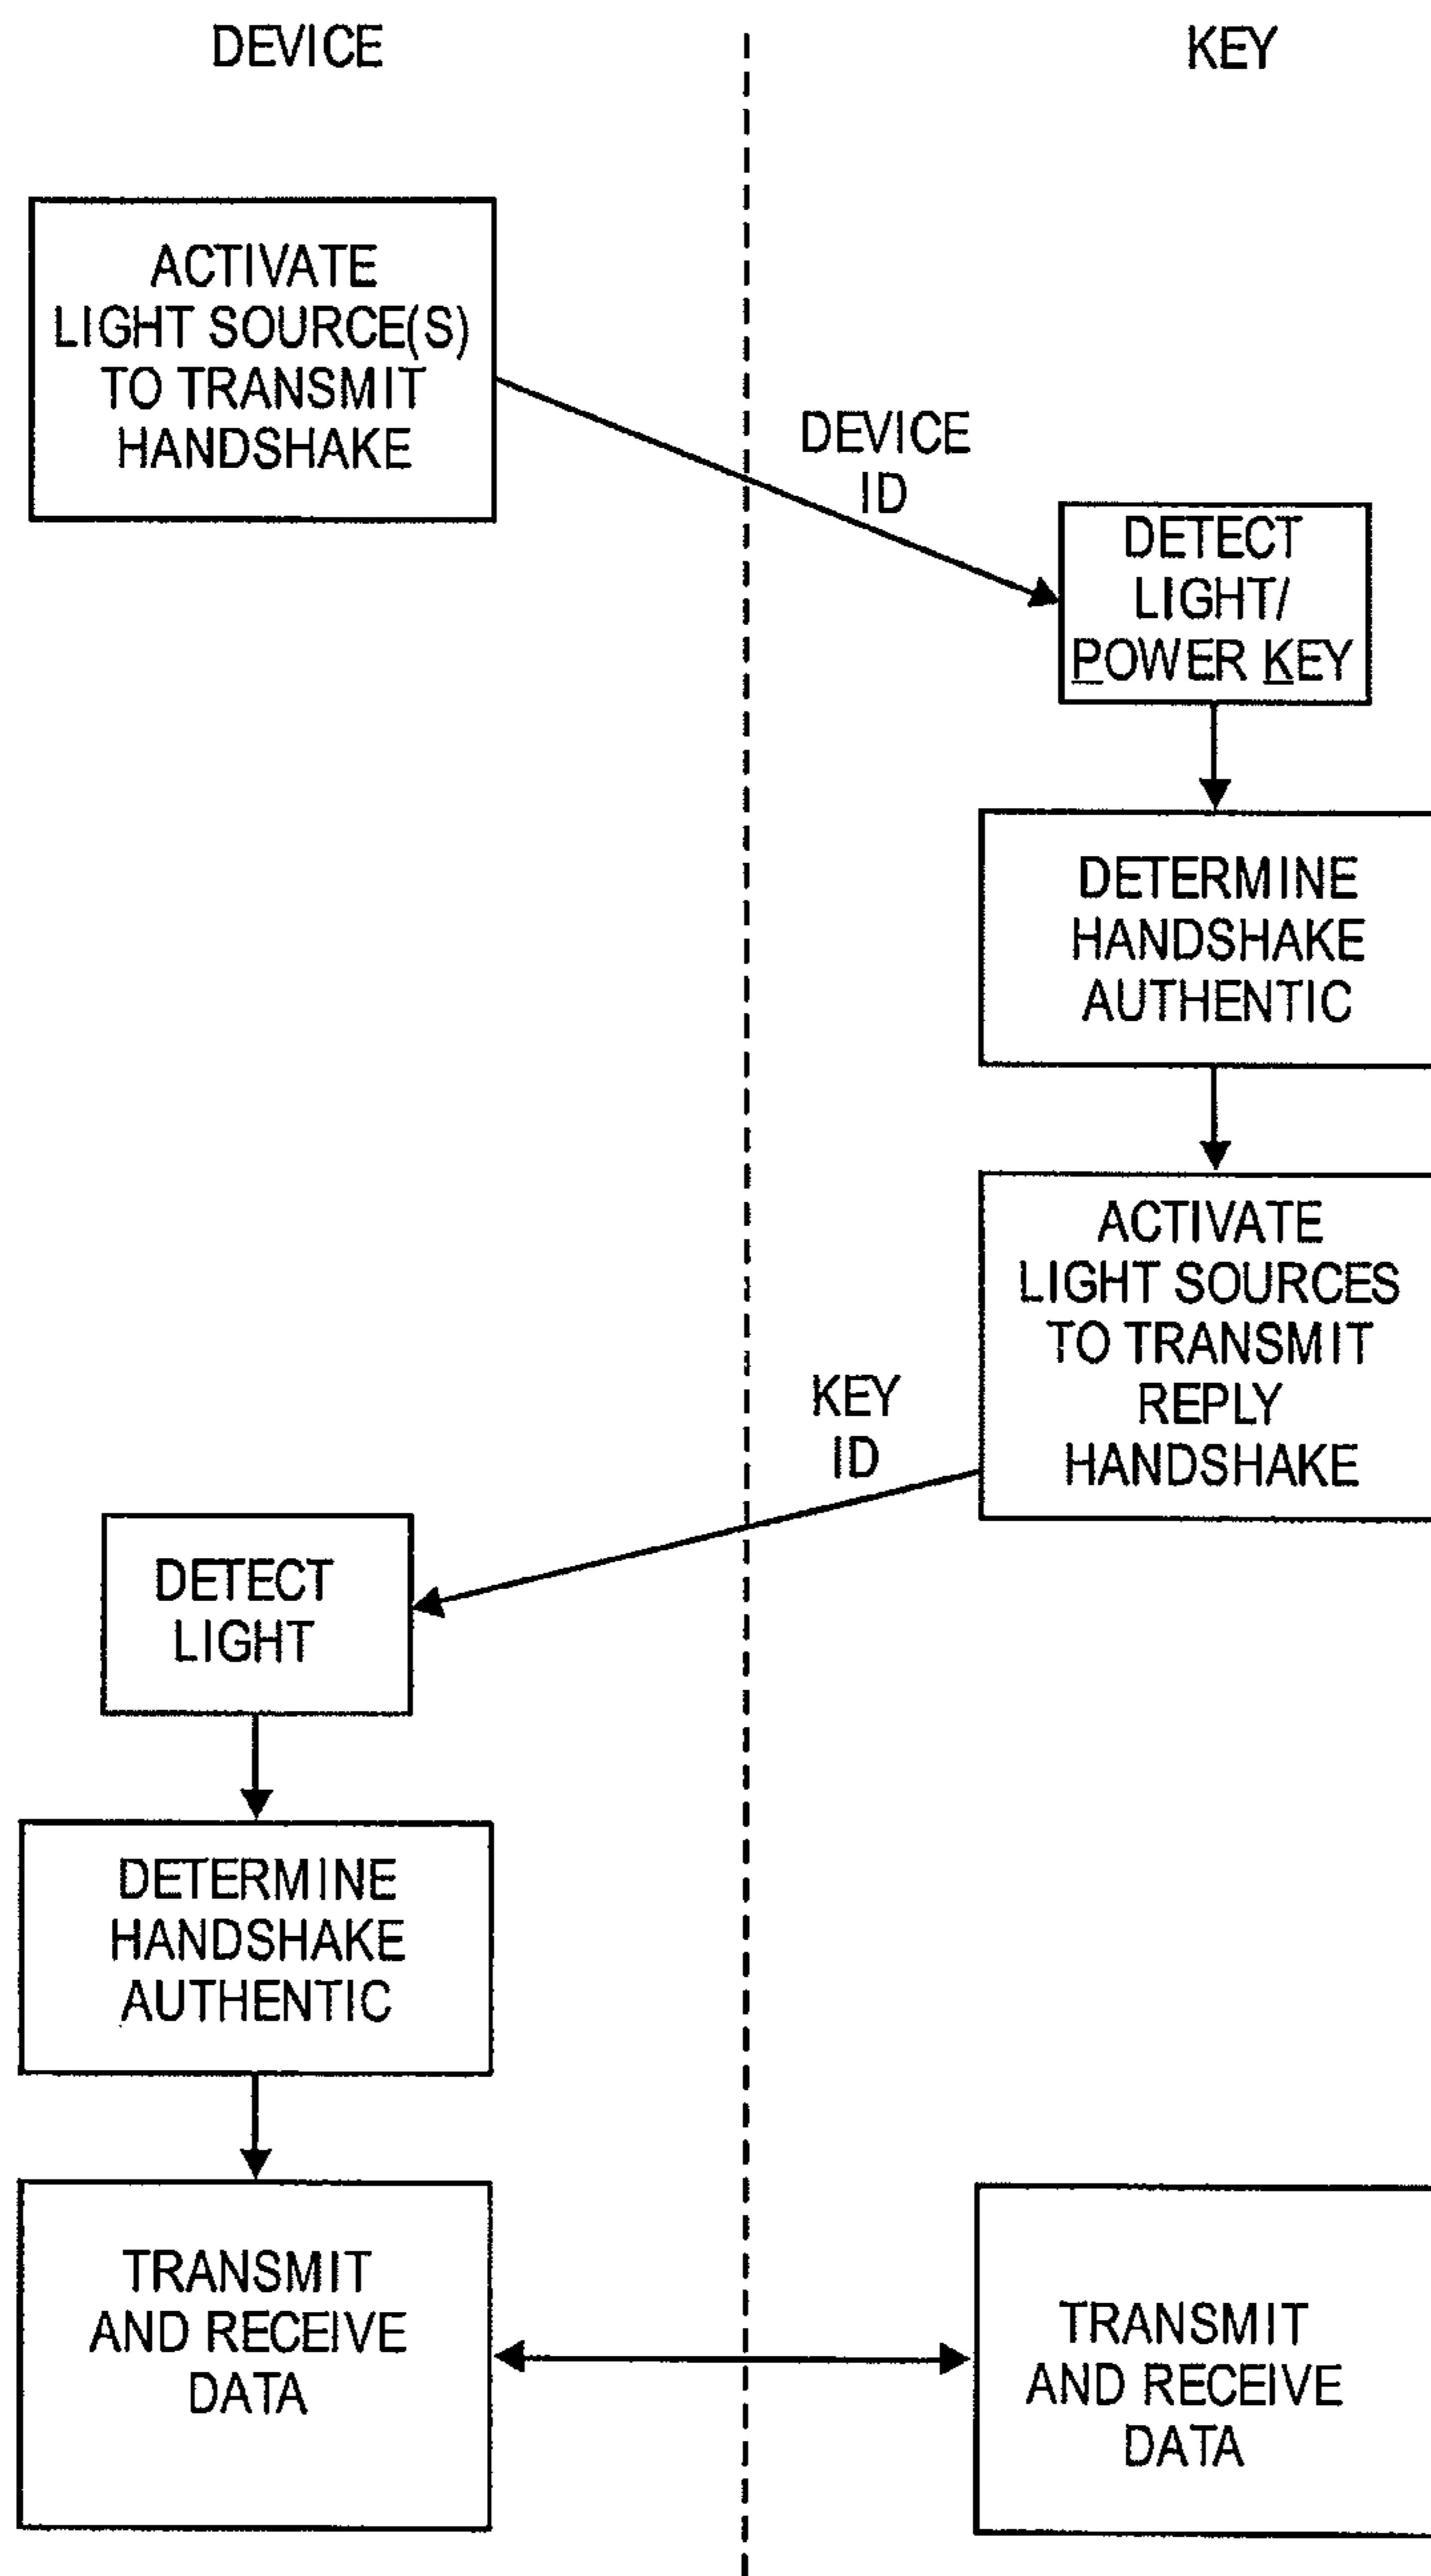 DEVICE
KEY
ACTIVATE
LIGHT SOURCE(S)
TO TRANSMIT
HANDSHAKE
DEVICE
ID
DETECT
LIGHT/
POWER KEY
DETERMINE
HANDSHAKE
AUTHENTIC
ACTIVATE
LIGHT SOURCES
TO TRANSMIT
REPLY
HANDSHAKE
KEY
ID
DETECT
LIGHT
DETERMINE
HANDSHAKE
AUTHENTIC
TRANSMIT
AND RECEIVE
DATA
TRANSMIT
AND RECEIVE
DATA